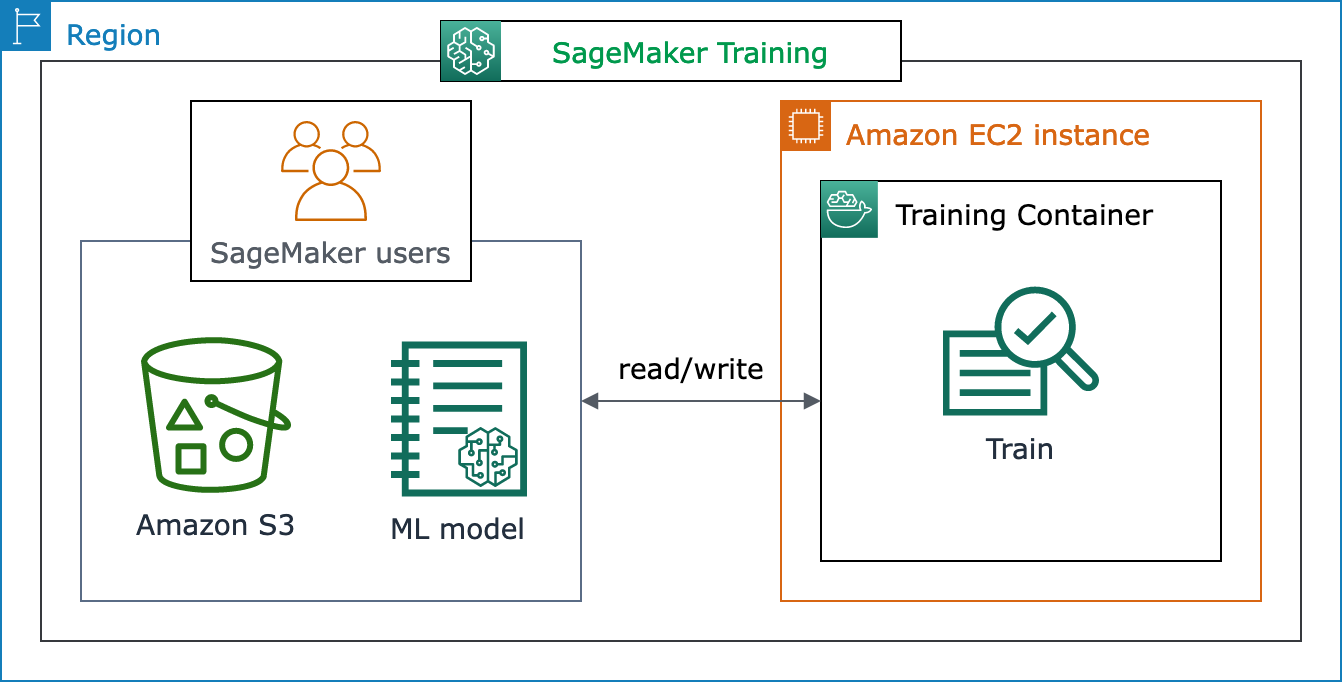 Region
SageMaker Training
SageMaker users
Amazon S3
ML model
read/write
Amazon EC2 instance
Training Container
Train